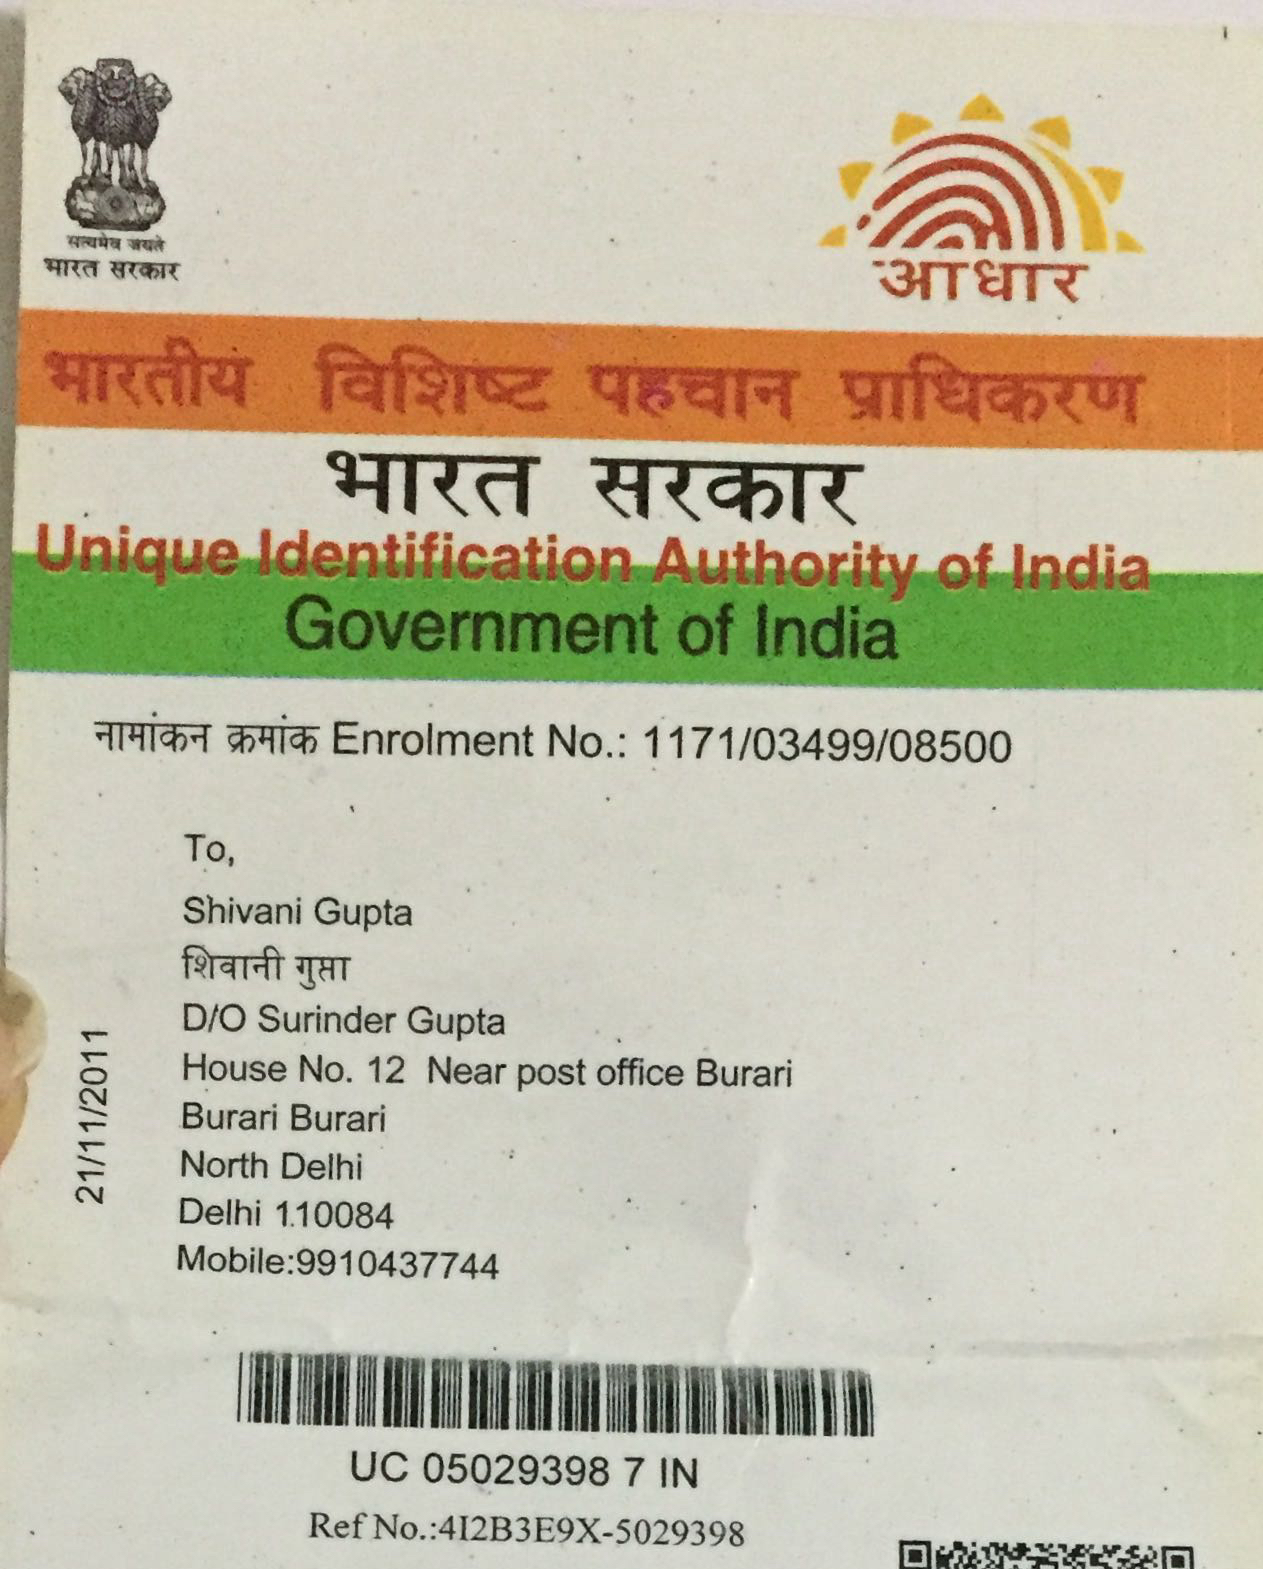 सत्यमेव जयते
भारत सरकार
आधार
भारतीय विशिष्ट पहचान प्राधिकरण
भारत सरकार
Unique Identification Authority of India
Government of India
नामांकन क्रमांक Enrolment No.: 1171/03499/08500
To,
Shivani Gupta
शिवानी गुप्ता
D/O Surinder Gupta
House No. 12 Near post office Burari
Burari Burari
North Delhi
Delhi 110084
Mobile:9910437744
21/11/2011
UC 05029398 7 IN
Ref No.:4I2B3E9X-5029398